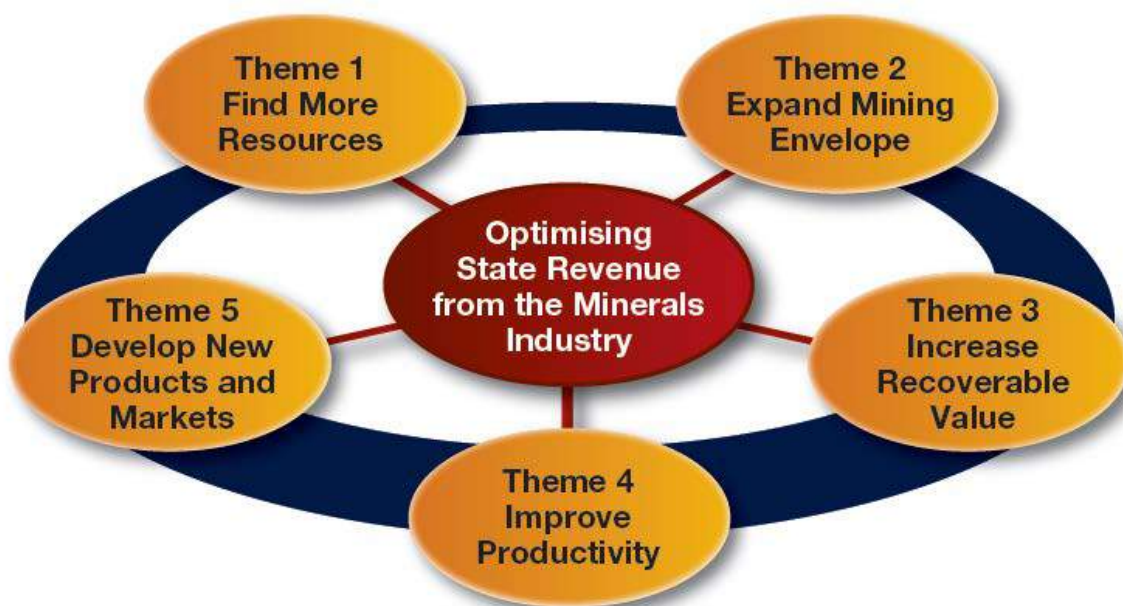 Theme 1
Find More
Resources
Theme 2
Expand Mining
Envelope
Optimising
State Revenue
from the Minerals
Industry
Theme 5
Develop New
Products and
Markets
Theme 3
Increase
Recoverable
Value
Theme 4
Improve
Productivity